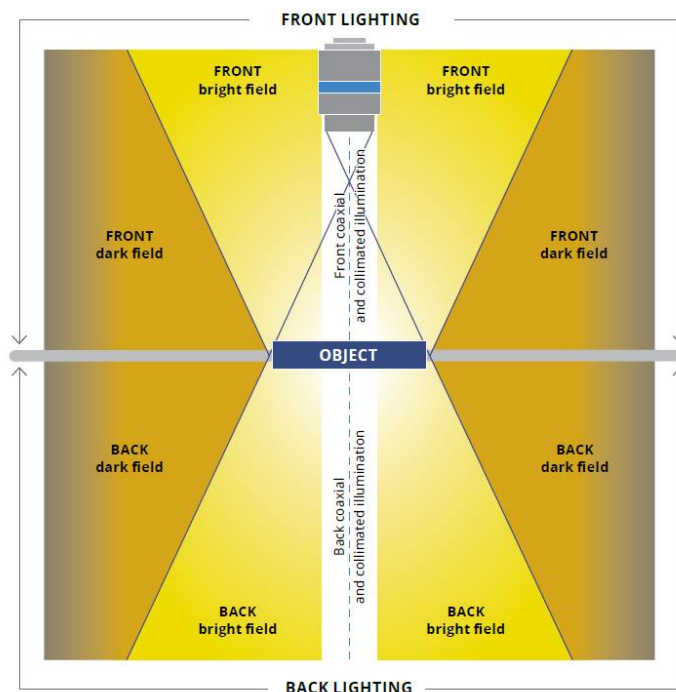 FRONT LIGHTING
FRONT
bright field
FRONT
bright field
Front coaxial
and collimated illumination
FRONT
dark field
FRONT
dark field
OBJECT
BACK
dark field
BACK
dark field
Back coaxial
and collimated illumination
BACK
bright field
BACK
bright field
BACK LIGHTING